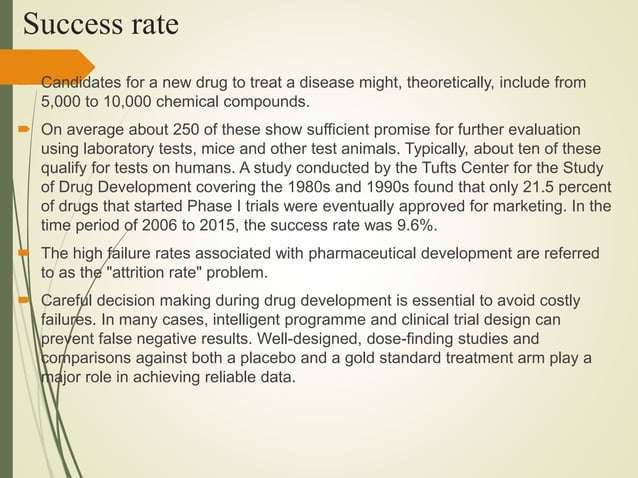 Success rate
Candidates for a new drug to treat a disease might, theoretically, include from
5,000 to 10,000 chemical compounds.
On average about 250 of these show sufficient promise for further evaluation
using laboratory tests, mice and other test animals. Typically, about ten of these
qualify for tests on humans. A study conducted by the Tufts Center for the Study
of Drug Development covering the 1980s and 1990s found that only 21.5 percent
of drugs that started Phase I trials were eventually approved for marketing. In the
time period of 2006 to 2015, the success rate was 9.6%.
The high failure rates associated with pharmaceutical development are referred
to as the "attrition rate" problem.
Careful decision making during drug development is essential to avoid costly
failures. In many cases, intelligent programme and clinical trial design can
prevent false negative results. Well-designed, dose-finding studies and
comparisons against both a placebo and a gold standard treatment arm play a
major role in achieving reliable data.